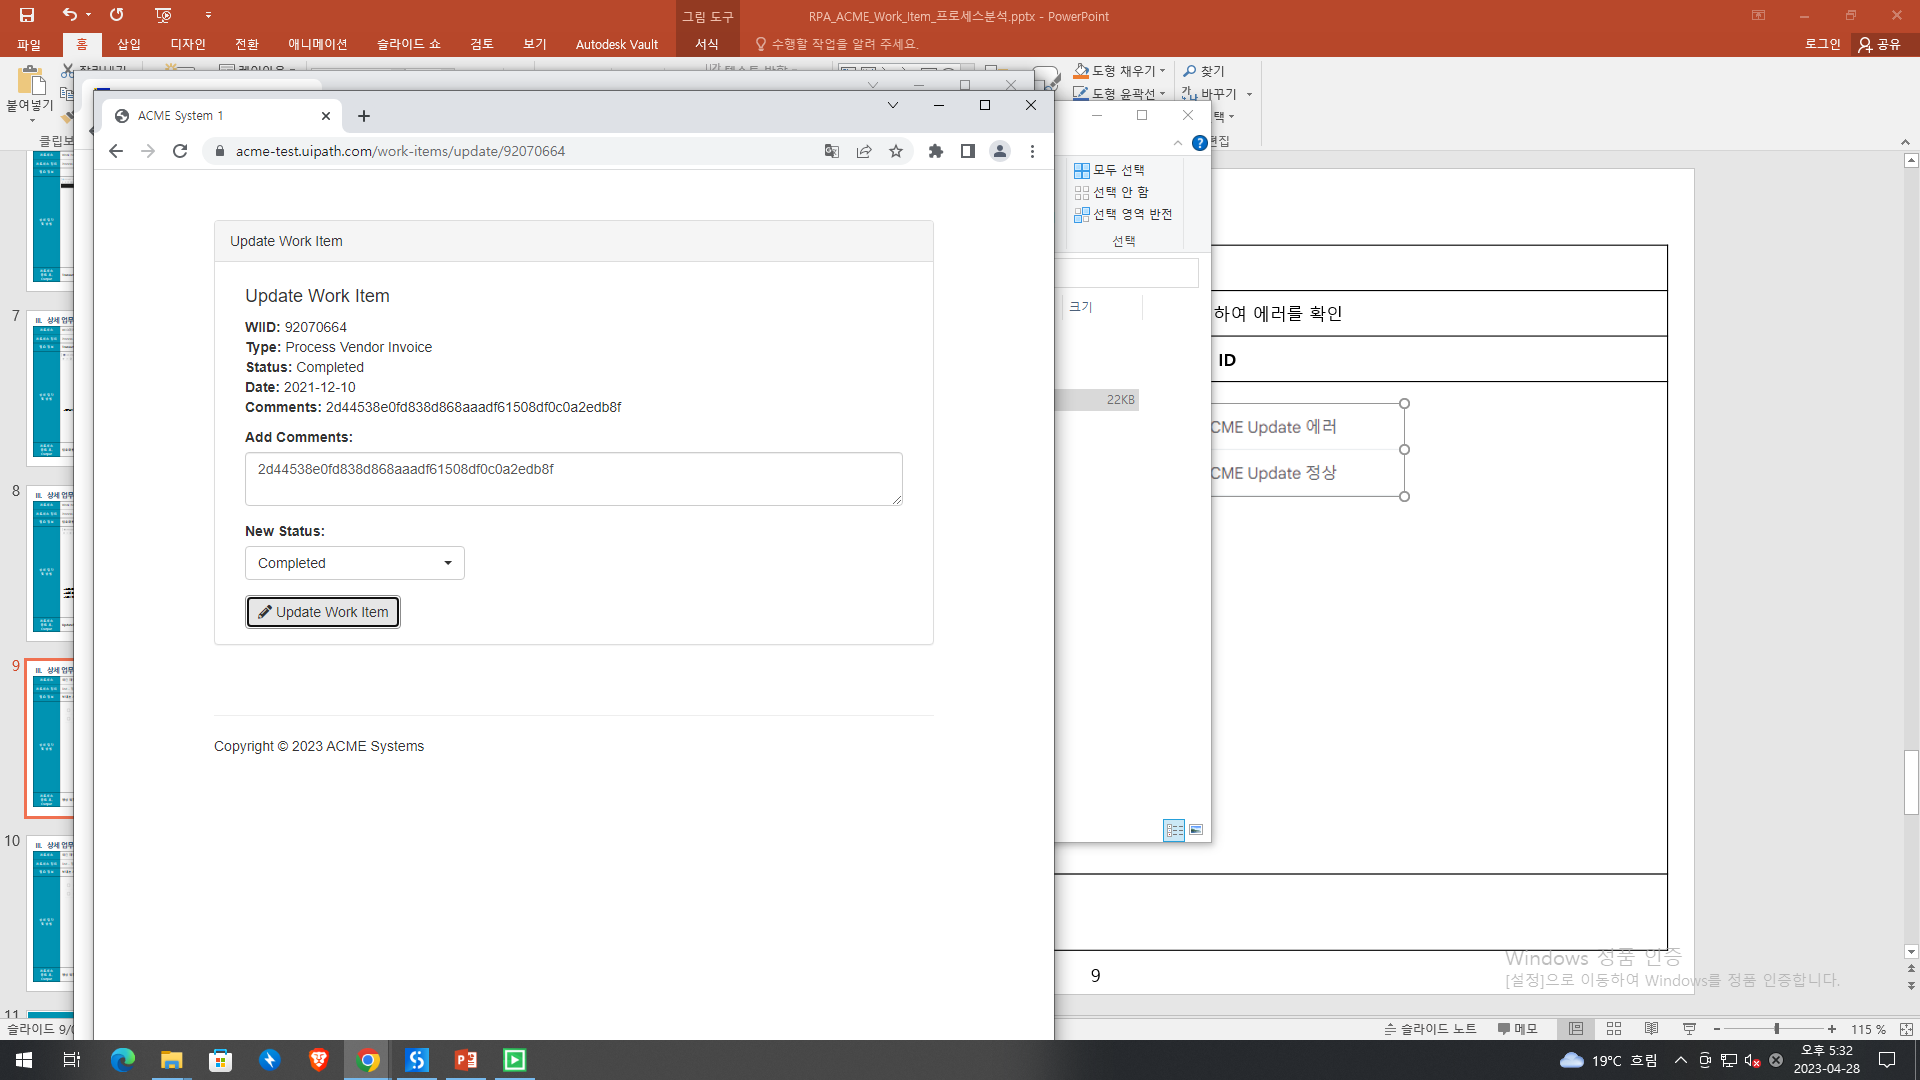 그림 도구
RPA_ACME_Work_Item_프로세스분석.pptx - PowerPoint
파일
홈
삽입
디자인
전환
애니메이션
슬라이드 쇼
검토
보기
Autodesk Vault
서식
수행할 작업을 알려 주세요.
로그인
공유
붙여넣기
도형 채우기
찾기
도형 윤곽선
바꾸기
ACME System 1
acme-test.uipath.com/work-items/update/92070664
모두 선택
선택 안 함
선택 영역 반전
선택
크기
22KB
Update Work Item
Update Work Item
WIID: 92070664
Type: Process Vendor Invoice
Status: Completed
Date: 2021-12-10
Comments: 2d44538e0fd838d868aaadf61508df0c0a2edb8f
Add Comments:
2d44538e0fd838d868aaadf61508df0c0a2edb8f
New Status:
Completed
Update Work Item
Copyright © 2023 ACME Systems
하여 에러를 확인
ID
CME Update 에러
CME Update 정상
9
7
8
9
10
11
Windows 정품 인증
[설정]으로 이동하여 Windows를 정품 인증합니다.
슬라이드 9/
슬라이드 노트
메모
115 %
19°C 흐림
오후 5:32
2023-04-28